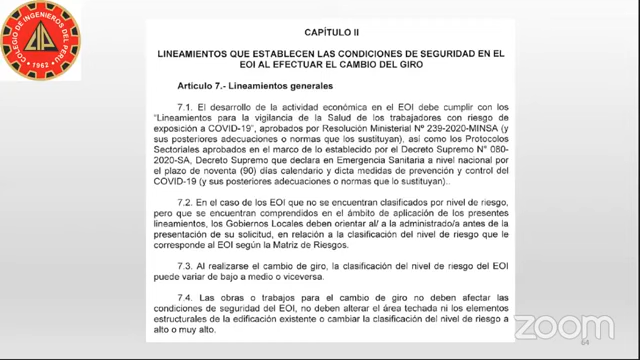 COLEGIO DE INGENIEROS DEL PERU
1962
CAPÍTULO II
LINEAMIENTOS QUE ESTABLECEN LAS CONDICIONES DE SEGURIDAD EN EL
EOI AL EFECTUAR EL CAMBIO DEL GIRO
Artículo 7.- Lineamientos generales
7.1. El desarrollo de la actividad económica en el EOI debe cumplir con los
"Lineamientos para la vigilancia de la Salud de los trabajadores con riesgo de
exposición a COVID-19", aprobados por Resolución Ministerial N° 239-2020-MINSA (y
sus posteriores adecuaciones o normas que los sustituyan), así como los Protocolos
Sectoriales aprobados en el marco de lo establecido por el Decreto Supremo N° 080-
2020-SA, Decreto Supremo que declara en Emergencia Sanitaria a nivel nacional por
el plazo de noventa (90) días calendario y dicta medidas de prevención y control del
COVID-19 (y sus posteriores adecuaciones o normas que lo sustituyan)..
7.2. En el caso de los EOI que no se encuentran clasificados por nivel de riesgo,
pero que se encuentran comprendidos en el ámbito de aplicación de los presentes
lineamientos, los Gobiernos Locales deben orientar al/ a la administrado/a antes de la
presentación de su solicitud, en relación a la clasificación del nivel de riesgo que le
corresponde al EOI según la Matriz de Riesgos.
7.3. Al realizarse el cambio de giro, la clasificación del nivel de riesgo del EOI
puede variar de bajo a medio o viceversa.
7.4. Las obras o trabajos para el cambio de giro no deben afectar las
condiciones de seguridad del EOI, no deben alterar el área techada ni los elementos
estructurales de la edificación existente o cambiar la clasificación del nivel de riesgo a
alto o muy alto.
zoom
64